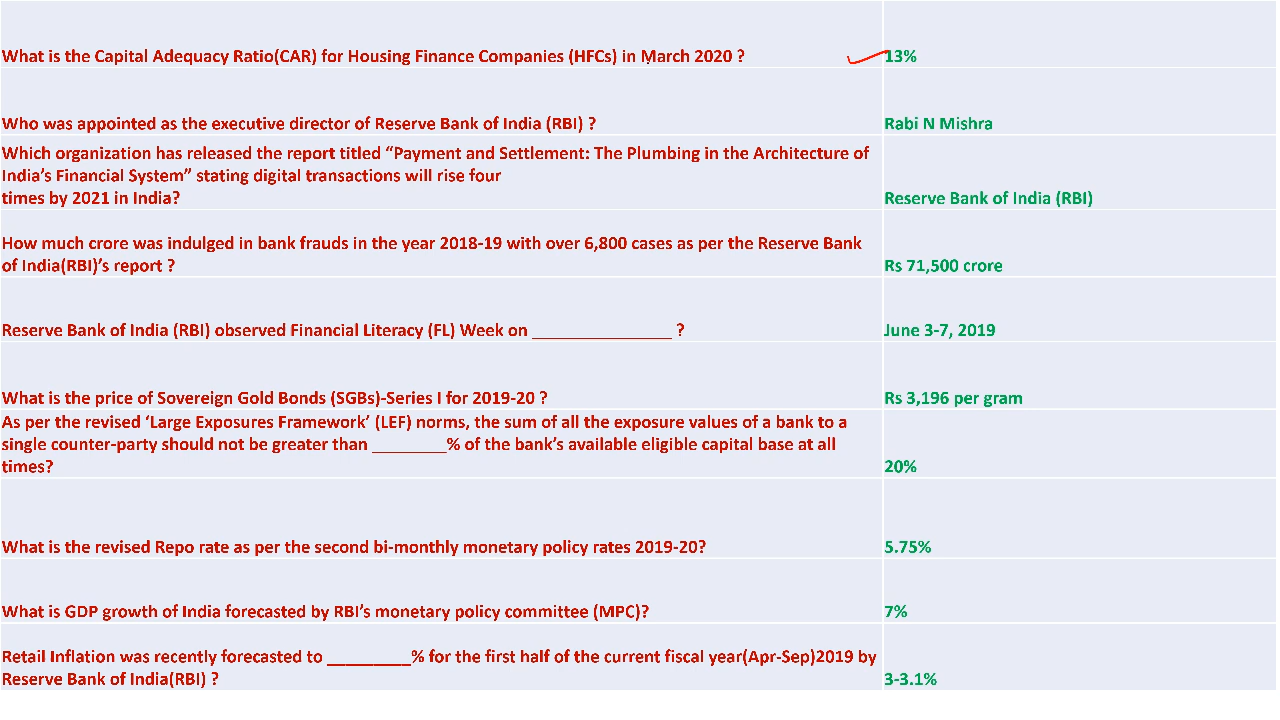 What is the Capital Adequacy Ratio(CAR) for Housing Finance Companies (HFCs) in March 2020 ?
13%
Who was appointed as the executive director of Reserve Bank of India (RBI) ?
Rabi N Mishra
Which organization has released the report titled “Payment and Settlement: The Plumbing in the Architecture of
India’s Financial System” stating digital transactions will rise four
times by 2021 in India?
Reserve Bank of India (RBI)
How much crore was indulged in bank frauds in the year 2018-19 with over 6,800 cases as per the Reserve Bank
of India(RBI)’s report ?
Rs 71,500 crore
Reserve Bank of India (RBI) observed Financial Literacy (FL) Week on _______________ ?
June 3-7, 2019
What is the price of Sovereign Gold Bonds (SGBs)-Series I for 2019-20 ?
Rs 3,196 per gram
As per the revised ‘Large Exposures Framework’ (LEF) norms, the sum of all the exposure values of a bank to a
single counter-party should not be greater than ________% of the bank’s available eligible capital base at all
times?
20%
What is the revised Repo rate as per the second bi-monthly monetary policy rates 2019-20?
5.75%
What is GDP growth of India forecasted by RBI’s monetary policy committee (MPC)?
7%
Retail Inflation was recently forecasted to _________% for the first half of the current fiscal year(Apr-Sep)2019 by
Reserve Bank of India(RBI) ?
3-3.1%